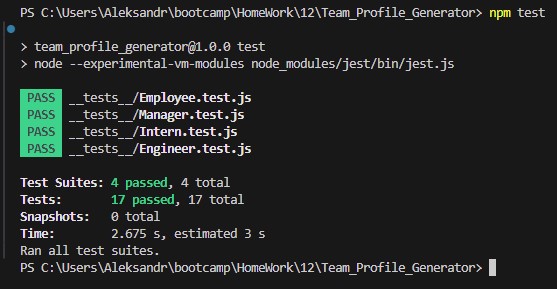 PS C:\Users\Aleksandr\bootcamp\HomeWork\12\Team_Profile_Generator> npm test
> team_profile_generator@1.0.0 test
> node --experimental-vm-modules node_modules/jest/bin/jest.js
PASS __tests__/Employee.test.js
PASS __tests__/Manager.test.js
PASS __tests__/Intern.test.js
PASS __tests__/Engineer.test.js
Test Suites: 4 passed, 4 total
Tests: 17 passed, 17 total
Snapshots: 0 total
Time: 2.675 s, estimated 3 s
Ran all test suites.
PS C:\Users\Aleksandr\bootcamp\HomeWork\12\Team_Profile_Generator>